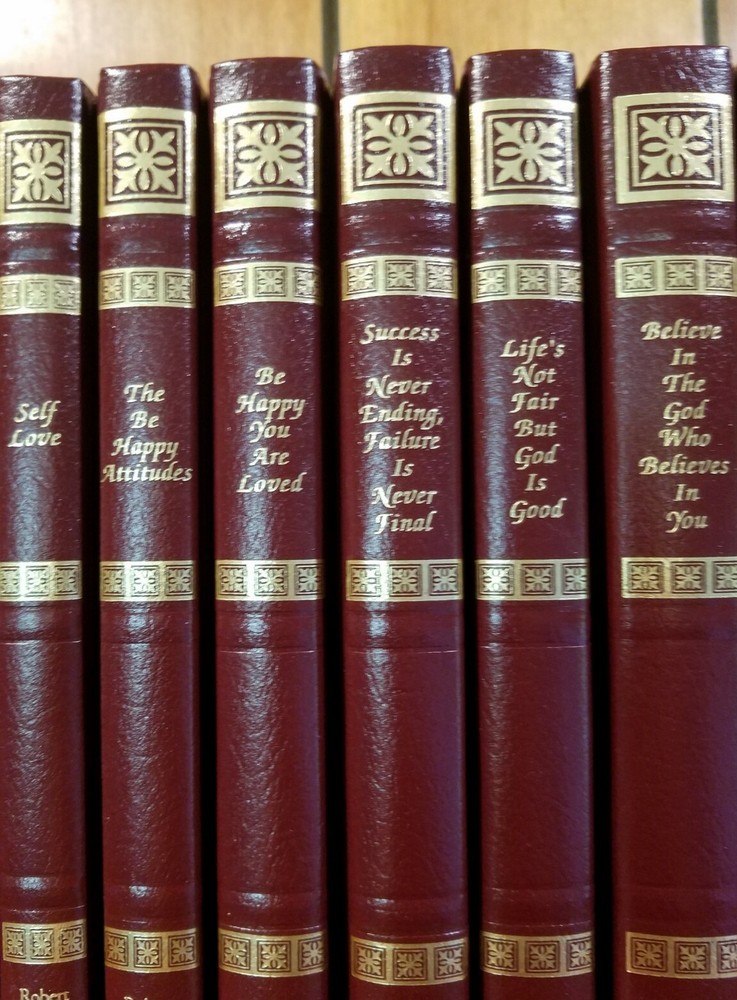 Self
Love
The
Be
Happy
Attitudes
Be
Happy
You
Are
Loved
Success
Is
Never
Ending,
Failure
Is
Never
Final
Life's
Not
Fair
But
God
Is
Good
Believe
In
The
God
Who
Believes
In
You
Robert